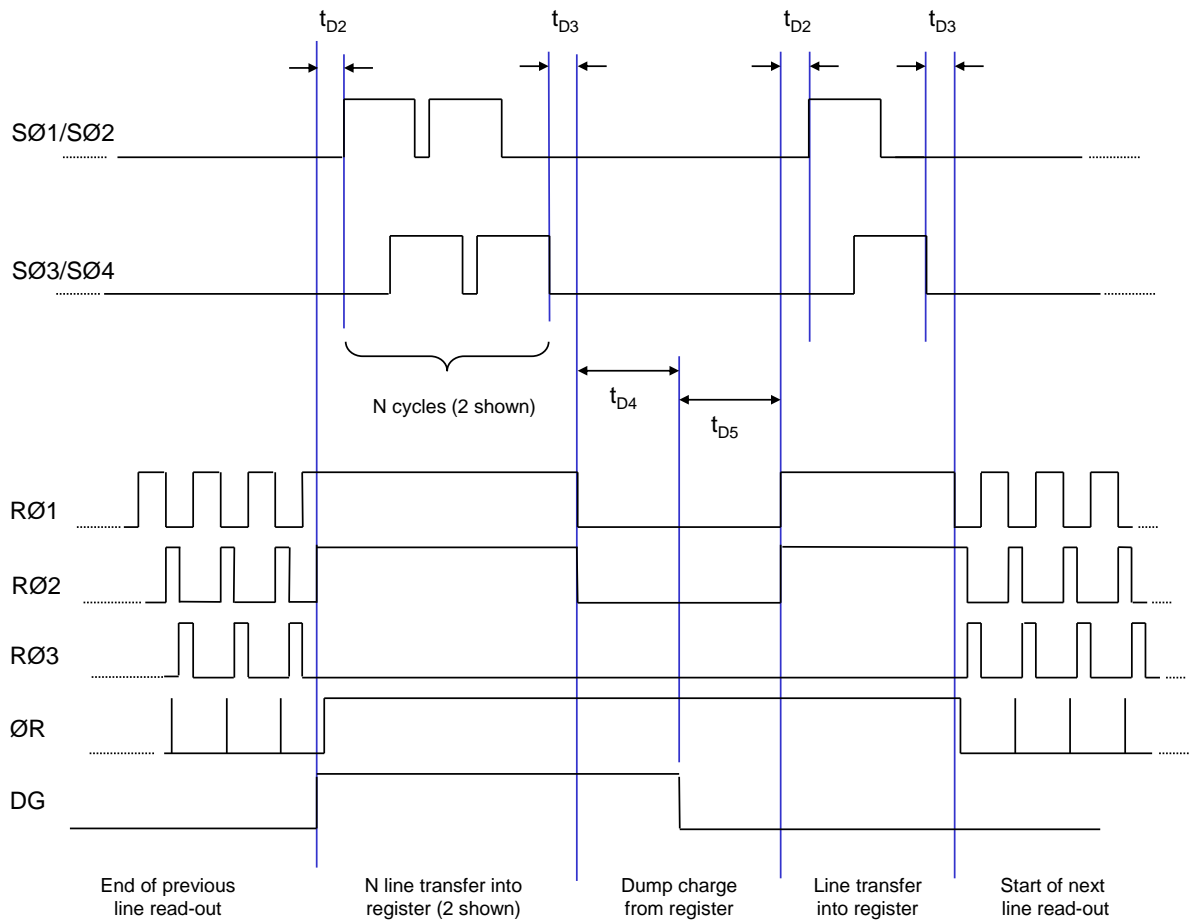 tD2
tD3
tD2
tD3
SØ1/SØ2
SØ3/SØ4
N cycles (2 shown)
tD4
tD5
RØ1
RØ2
RØ3
ØR
DG
End of previous
line read-out
N line transfer into
register (2 shown)
Dump charge
from register
Line transfer
into register
Start of next
line read-out